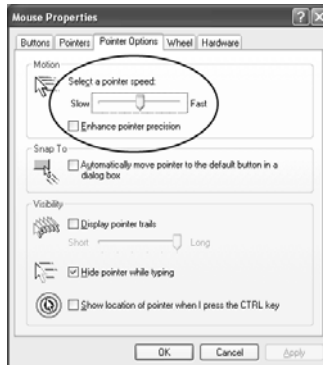 Mouse Properties
Buttons Pointers Pointer Options Wheel Hardware
Motion
Select a pointer speed:
Slow Fast
Enhance pointer precision
Snap To
Automatically move pointer to the default button in a
dialog box
Visibility
Display pointer trails
Short Long
Hide pointer while typing
Show location of pointer when I press the CTRL key
OK Cancel Apply